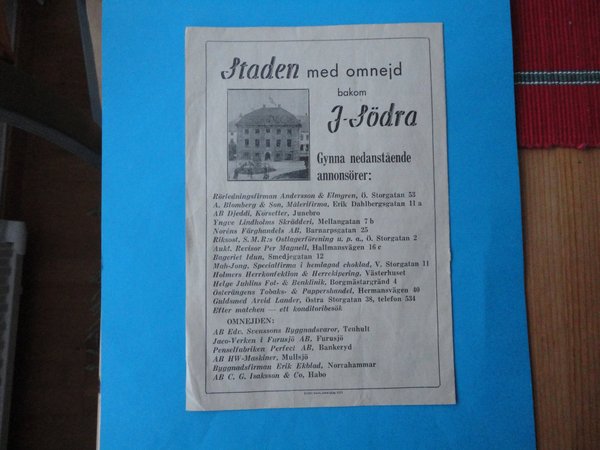 Staden med omnejd
bakom
J-Södra
Gynna nedanstående
annonsörer:
Rörledningsfirman Andersson & Elmgren, Ö. Storgatan 53
A. Blomberg & Son, Målerifirma, Erik Dahlbergsgatan 11 a
AB Djeddi, Korsetter, Junebro
Yngve Lindholms Skrädderi, Mellangatan 7 b
Noréns Färghandels AB, Barnarpsgatan 25
Riksost, S. M. R:s Ostlagerförening u. p. a., Ö. Storgatan 2
Aukt. Revisor Per Magnell, Hallmansvägen 16 c
Bageriet Idun, Smedjegatan 12
Mah-Jong, Specialfirma i hemlagad choklad, V. Storgatan 11
Holmers Herrkonfektion & Herrekipering, Västerhuset
Helge Juhlins Fot- & Benklinik, Borgmästargränd 4
Österängens Tobaks- & Pappershandel, Hermansvägen 40
Guldsmed Arvid Lander, Östra Storgatan 38, telefon 534
Efter matchen — ett konditoribesök.
OMNEJDEN:
AB Edv. Svenssons Byggnadsvaror, Tenhult
Jaco-Verken i Furusjö AB, Furusjö
Penselfabriken Perfect AB, Bankeryd
AB HW-Maskiner, Mullsjö
Byggnadsfirman Erik Ekblad, Norrahammar
AB C. G. Isaksson & Co, Habo